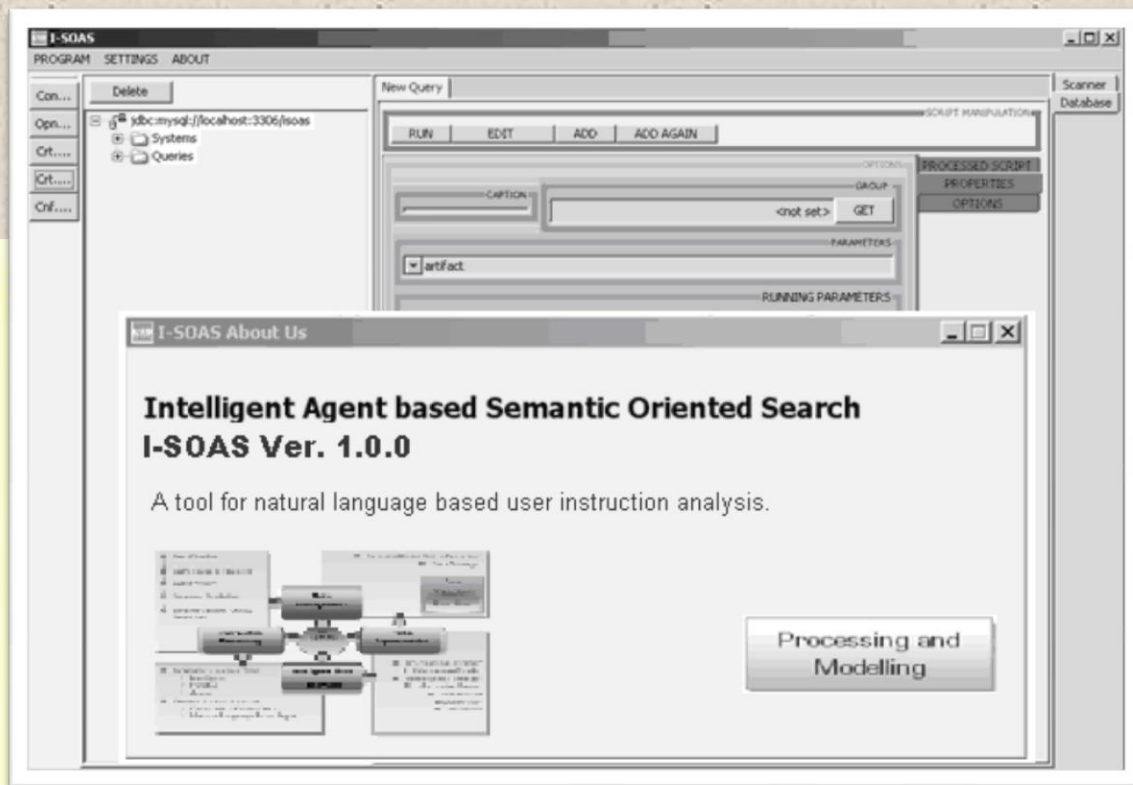 I-SOAS
PROGRAM SETTINGS ABOUT
Con...
Opn...
Crt....
Crt....
Cnf....
Delete
jdbc:mysql://localhost:3306/isoas
Systems
Queries
New Query
Scanner
Database
SCRIPT MANIPULATION
RUN EDIT ADD ADD AGAIN
OPTIONS
PROCESSED SCRIPT
PROPERTIES
OPTIONS
CAPTION
GROUP
<not set> GET
PARAMETERS
artifact
RUNNING PARAMETERS
I-SOAS About Us
Intelligent Agent based Semantic Oriented Search
I-SOAS Ver. 1.0.0
A tool for natural language based user instruction analysis.
Processing and
Modelling